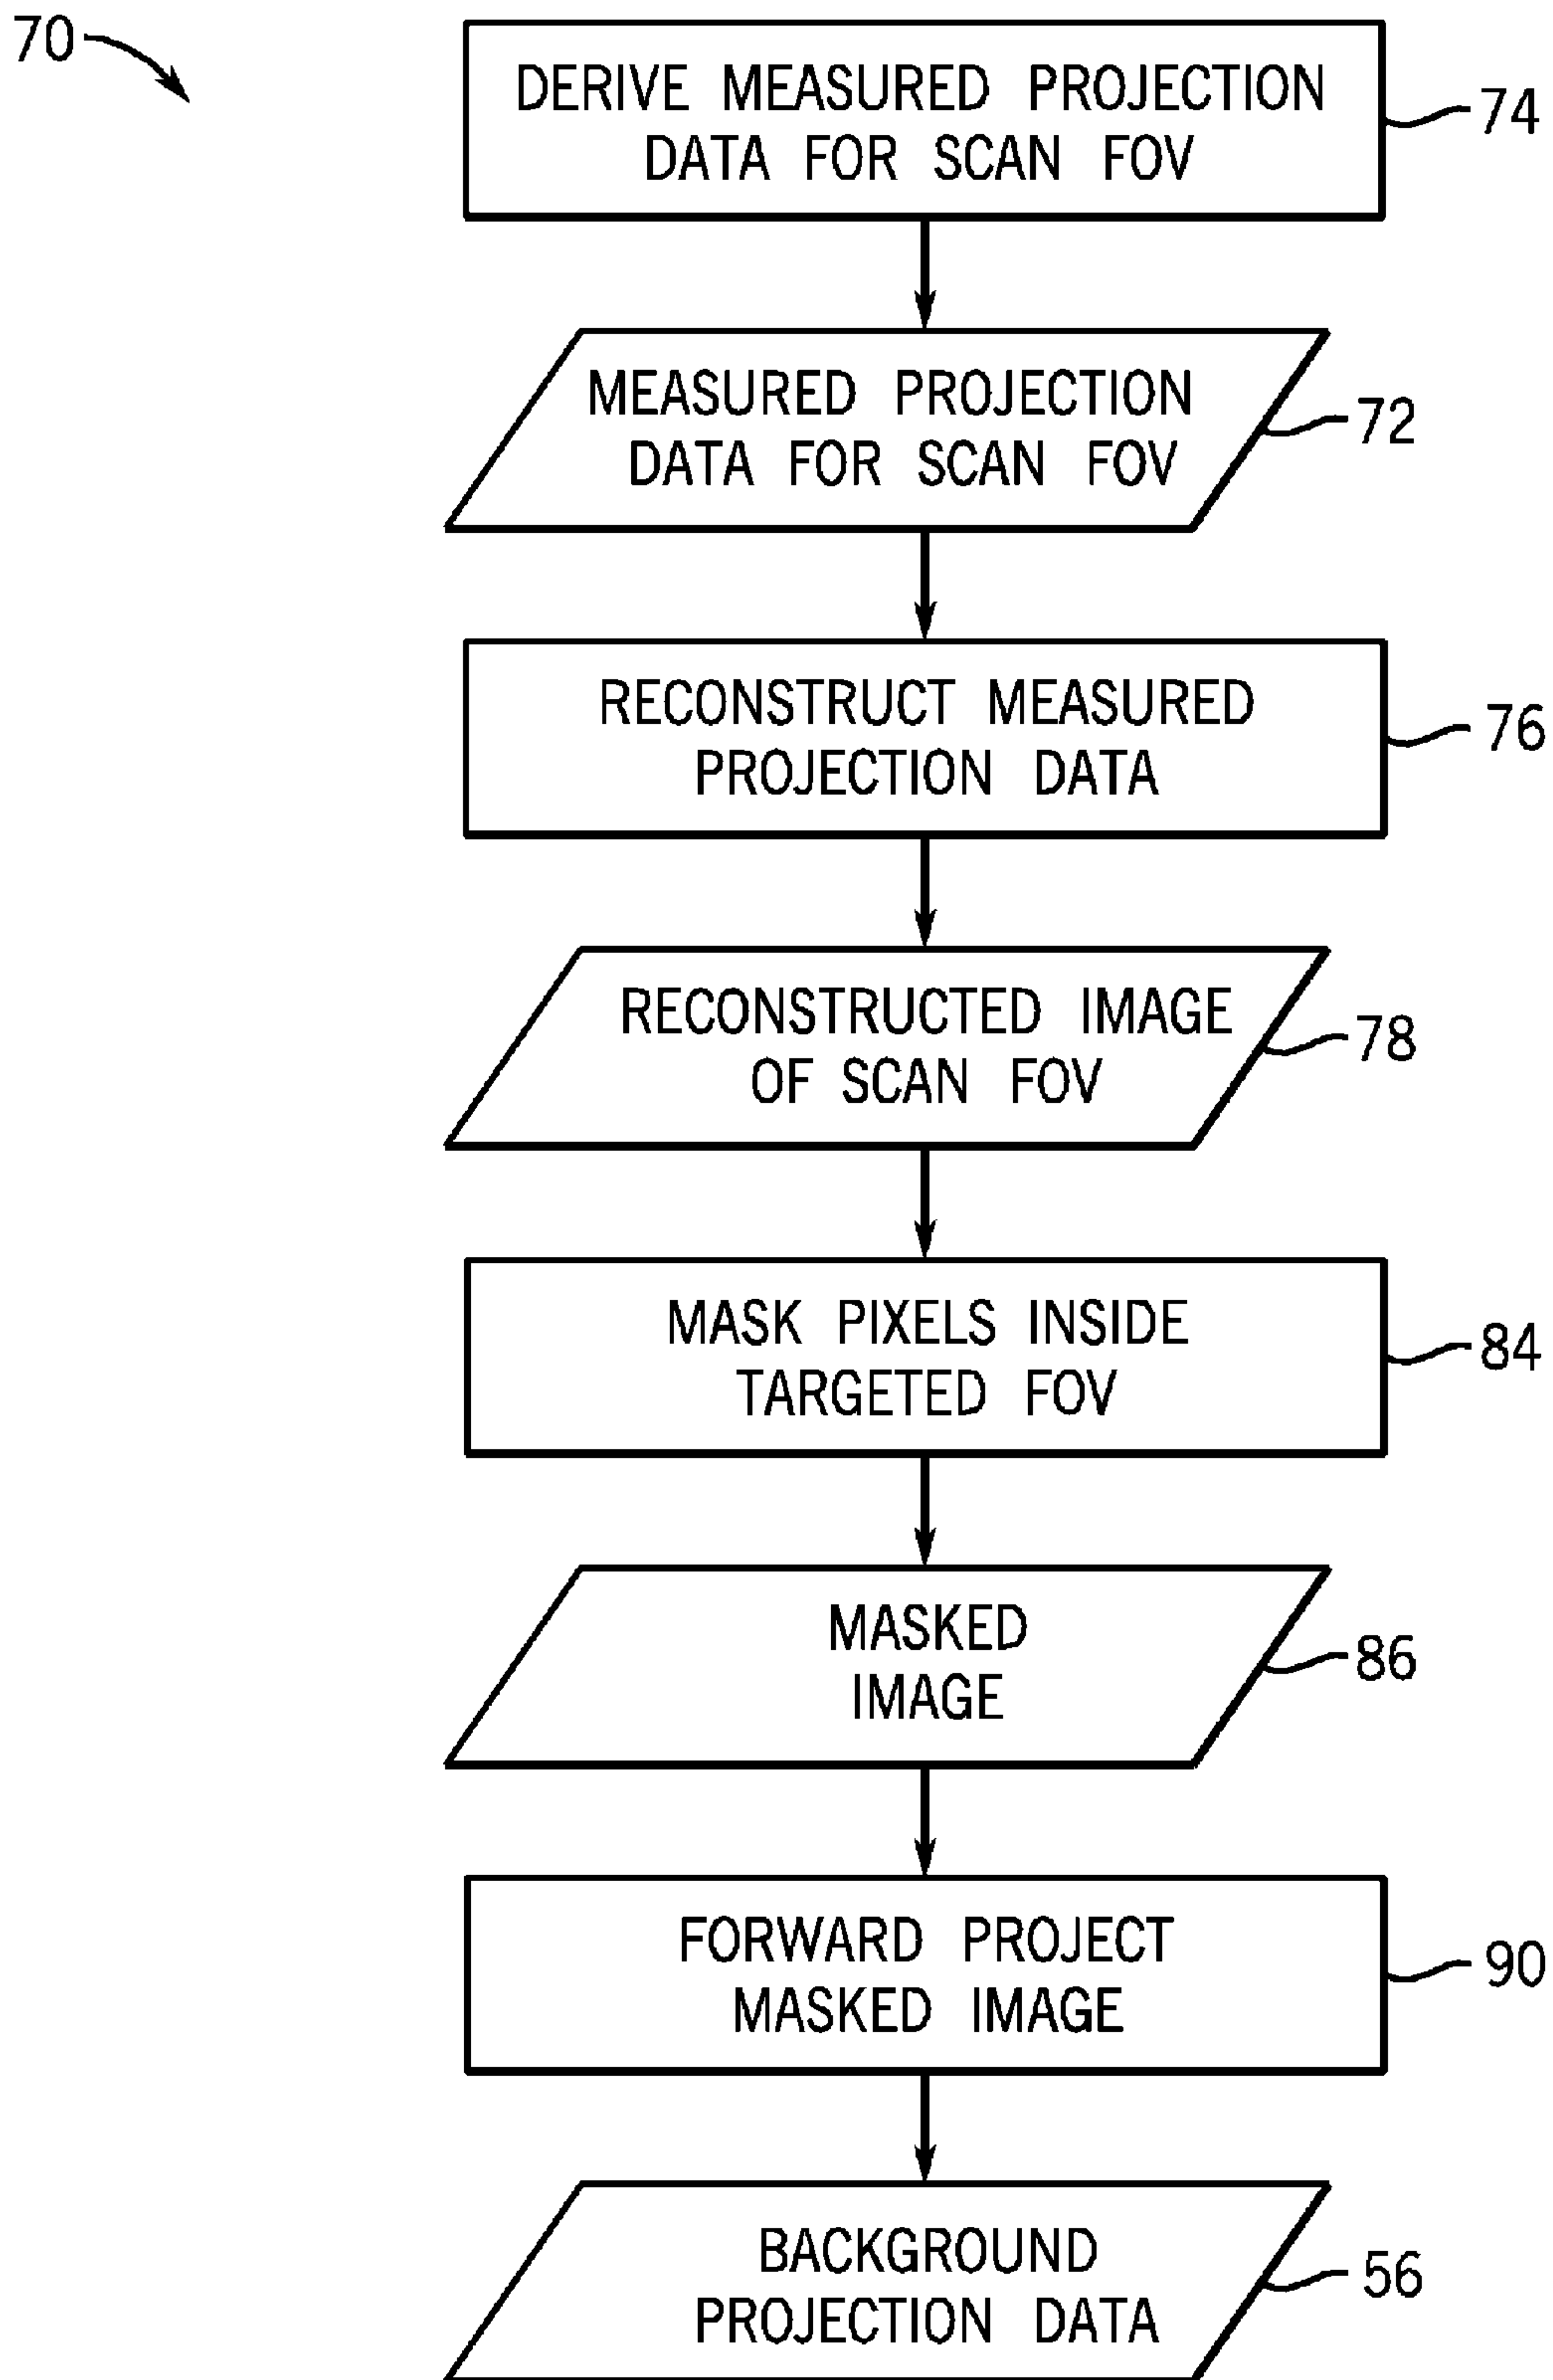 70
DERIVE MEASURED PROJECTION
DATA FOR SCAN FOV
74
MEASURED PROJECTION
DATA FOR SCAN FOV
72
RECONSTRUCT MEASURED
PROJECTION DATA
76
RECONSTRUCTED IMAGE
OF SCAN FOV
78
MASK PIXELS INSIDE
TARGETED FOV
84
MASKED
IMAGE
86
FORWARD PROJECT
MASKED IMAGE
90
BACKGROUND
PROJECTION DATA
56